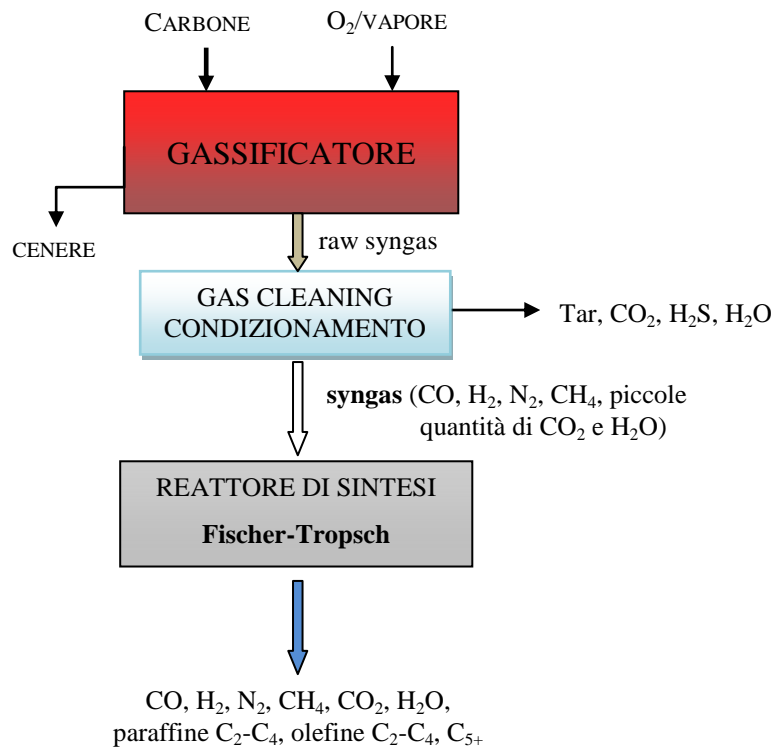 CARBONE
O₂/VAPORE
GASSIFICATORE
CENERE
raw syngas
GAS CLEANING
CONDIZIONAMENTO
Tar, CO₂, H₂S, H₂O
syngas (CO, H₂, N₂, CH₄, piccole
quantità di CO₂ e H₂O)
REATTORE DI SINTESI
Fischer-Tropsch
CO, H₂, N₂, CH₄, CO₂, H₂O,
paraffine C₂-C₄, olefine C₂-C₄, C₅₊